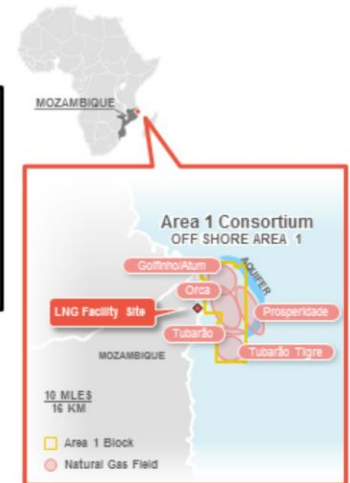 MOZAMBIQUE
Area 1 Consortium
OFF SHORE AREA 1
Golfinho/Atum
AQUIFER
Orca
LNG Facility Site
Prosperidade
Tubarão
MOZAMBIQUE
Tubarão Tigre
10 MLES
16 KM
Area 1 Block
Natural Gas Field